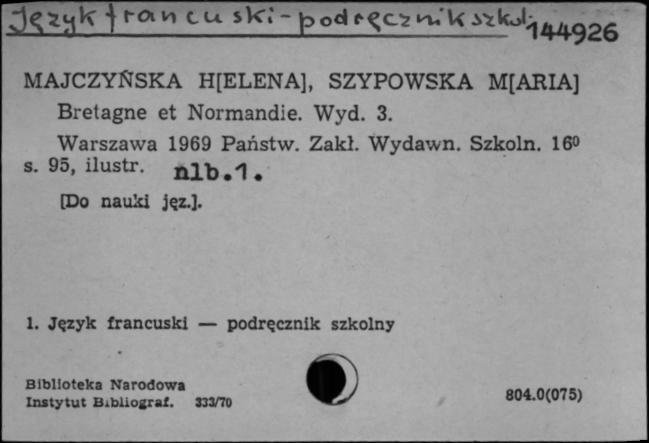 Język francuski - podręcznik szkol.
144926
MAJCZYŃSKA H[ELENA], SZYPOWSKA M[ARIA]
Bretagne et Normandie. Wyd. 3.
Warszawa 1969 Państw. Zakł. Wydawn. Szkoln. 16⁰
s. 95, ilustr. nlb.1.
[Do nauki jęz.].
1. Język francuski — podręcznik szkolny
Biblioteka Narodowa
Instytut Bibliograf. 333/70
804.0(075)